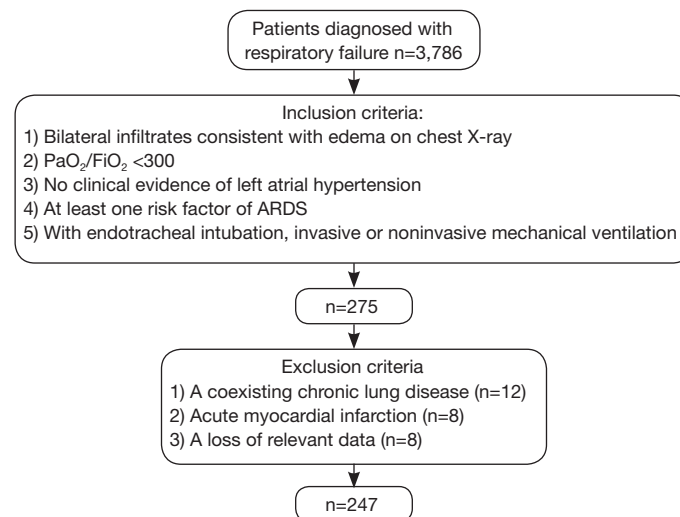 Patients diagnosed with
respiratory failure n=3,786
Inclusion criteria:
1) Bilateral infiltrates consistent with edema on chest X-ray
2) PaO₂/FiO₂ <300
3) No clinical evidence of left atrial hypertension
4) At least one risk factor of ARDS
5) With endotracheal intubation, invasive or noninvasive mechanical ventilation
n=275
Exclusion criteria
1) A coexisting chronic lung disease (n=12)
2) Acute myocardial infarction (n=8)
3) A loss of relevant data (n=8)
n=247